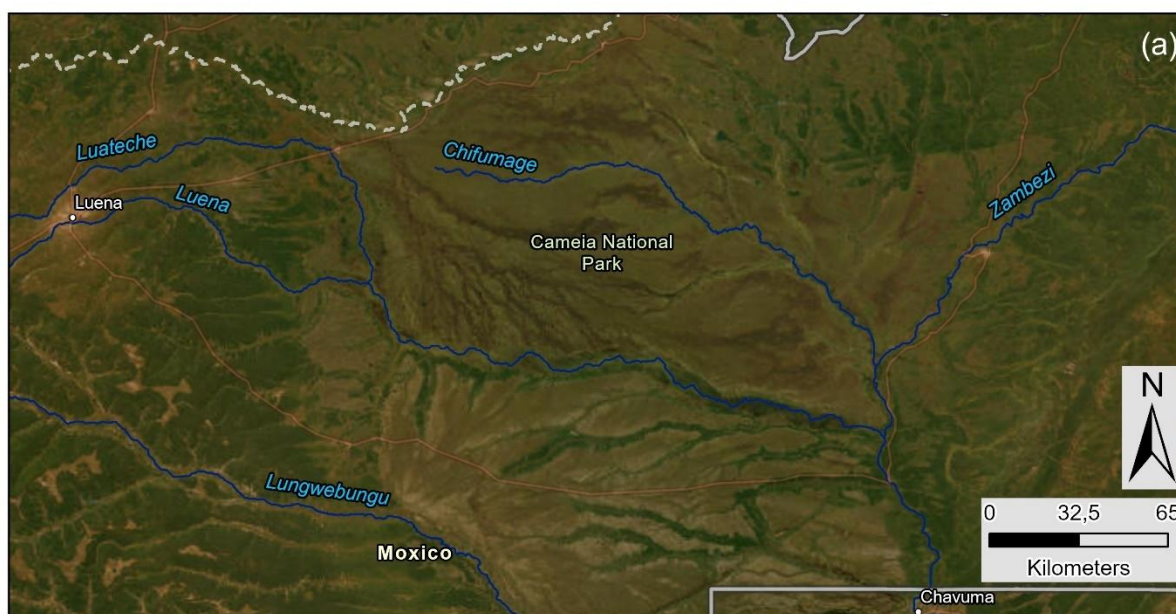 (a)
Luateche
Chifumage
Zambezi
Luena
Luena
Cameia National
Park
N
Lungwebungu
Moxico
0 32,5 65
Kilometers
Chavuma